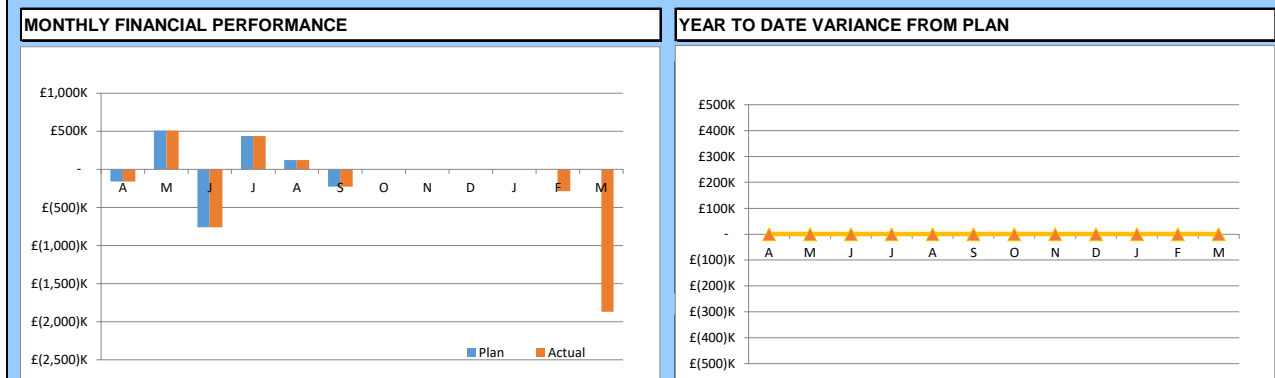 MONTHLY FINANCIAL PERFORMANCE
£1,000K
£500K
-
£(500)K
£(1,000)K
£(1,500)K
£(2,000)K
£(2,500)K
A M J J A S O N D J F M
Plan Actual
YEAR TO DATE VARIANCE FROM PLAN
£500K
£400K
£300K
£200K
£100K
-
£(100)K
£(200)K
£(300)K
£(400)K
£(500)K
A M J J A S O N D J F M